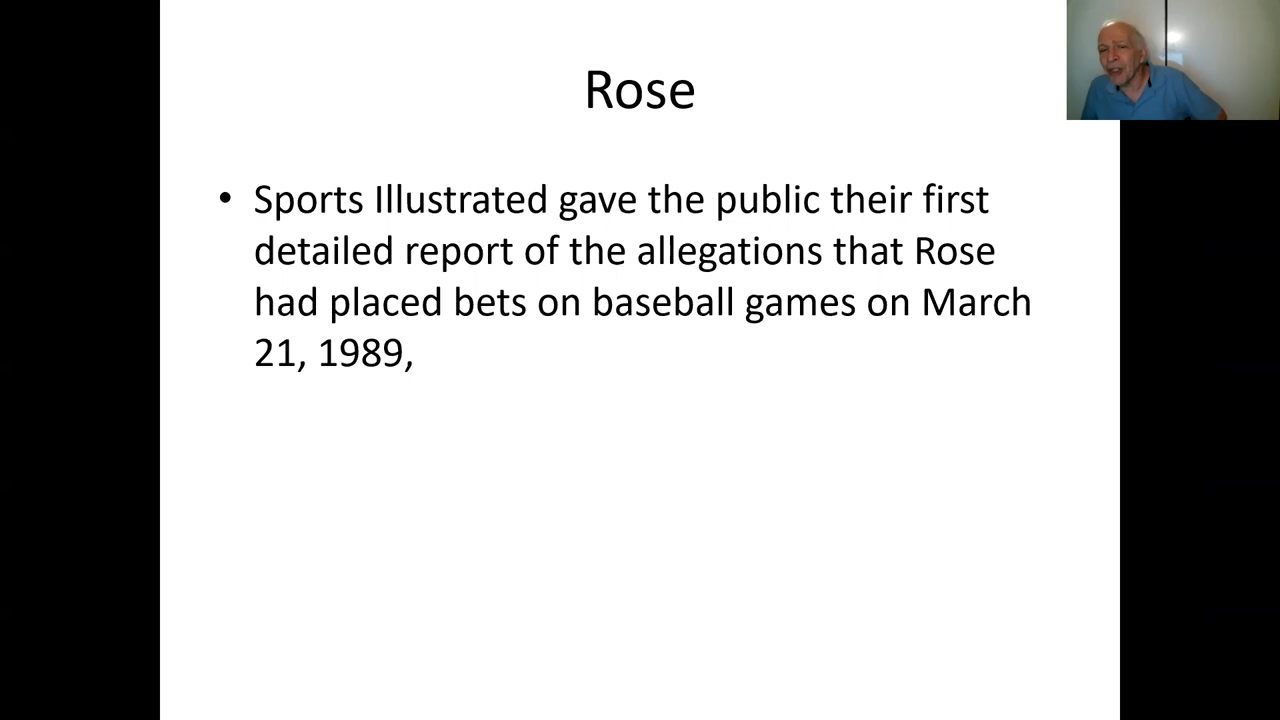 Rose
• Sports Illustrated gave the public their first
detailed report of the allegations that Rose
had placed bets on baseball games on March
21, 1989,